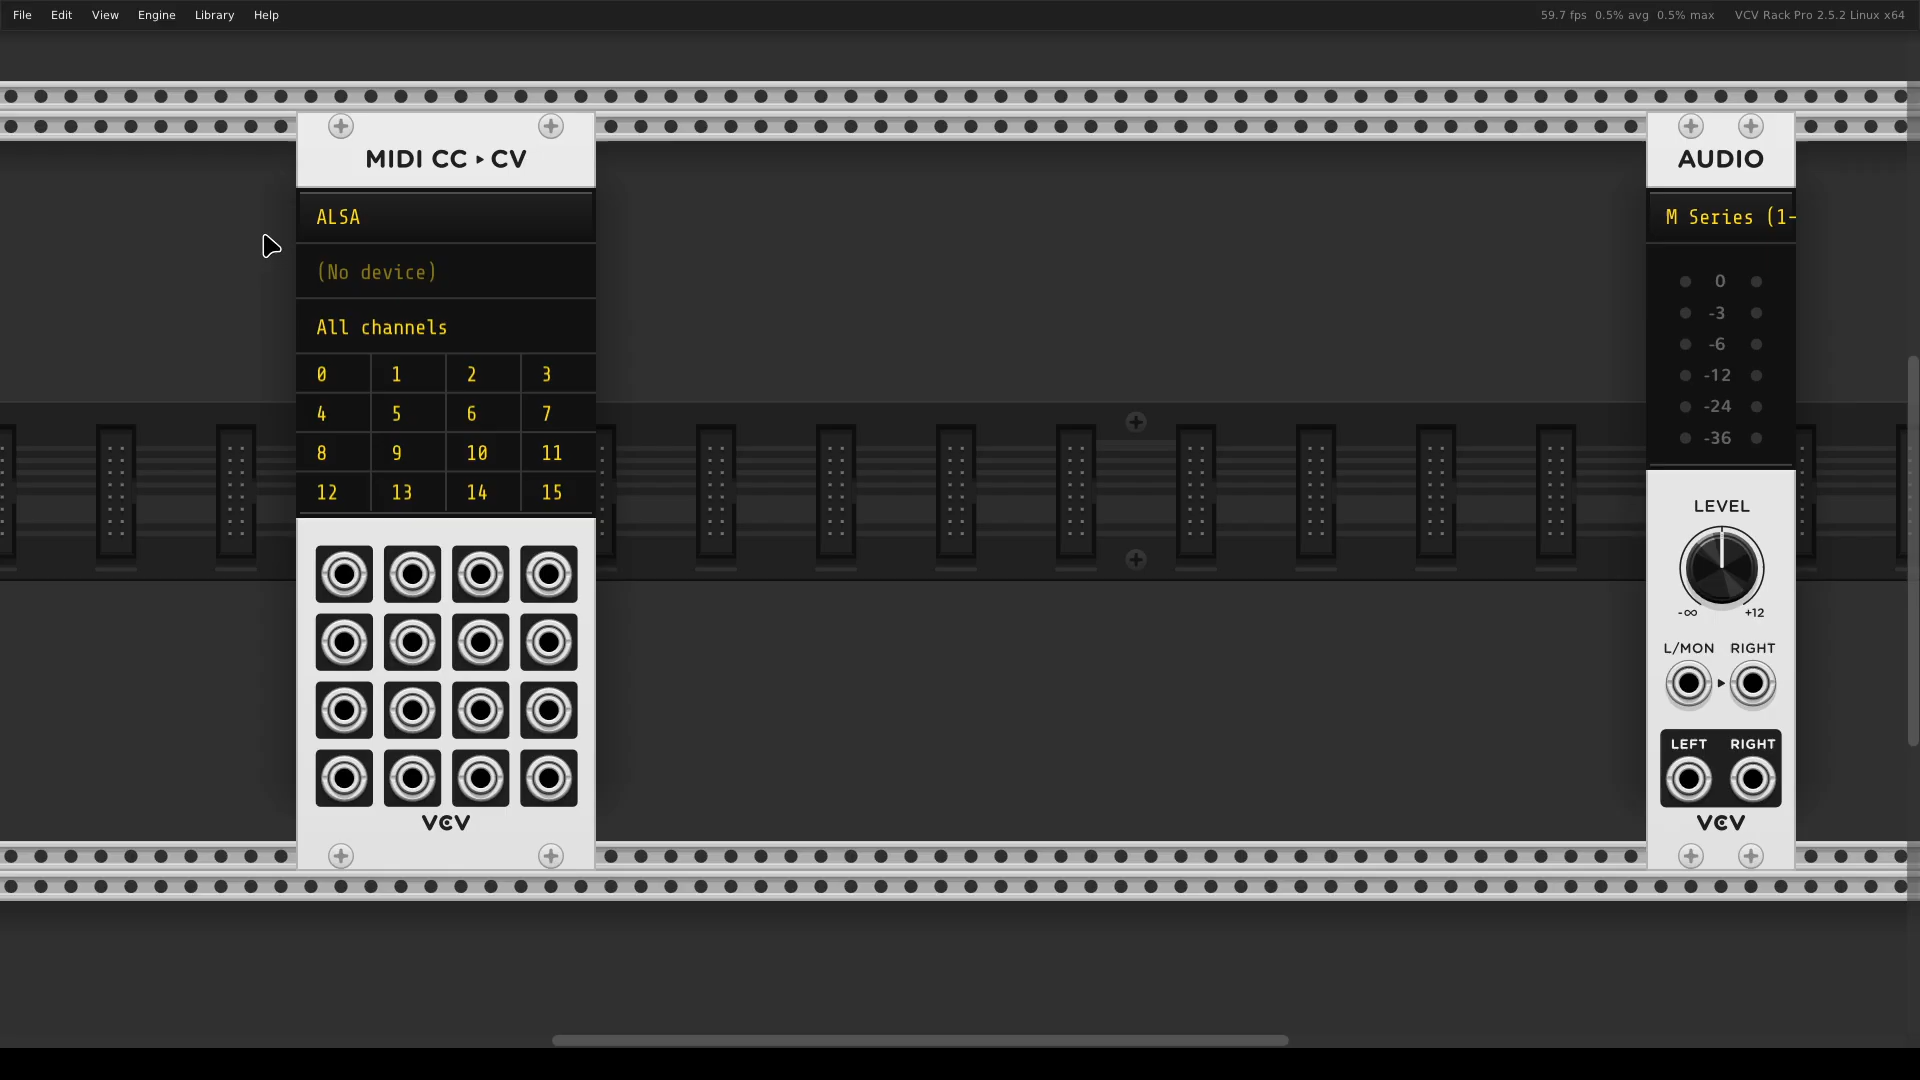 File Edit View Engine Library Help
59.7 fps 0.5% avg 0.5% max VCV Rack Pro 2.5.2 Linux x64
MIDI CC ▸ CV
ALSA
(No device)
All channels
0 1 2 3
4 5 6 7
8 9 10 11
12 13 14 15
VCV
AUDIO
M Series (1-
0
-3
-6
-12
-24
-36
LEVEL
-∞ +12
L/MON ▸ RIGHT
LEFT RIGHT
VCV